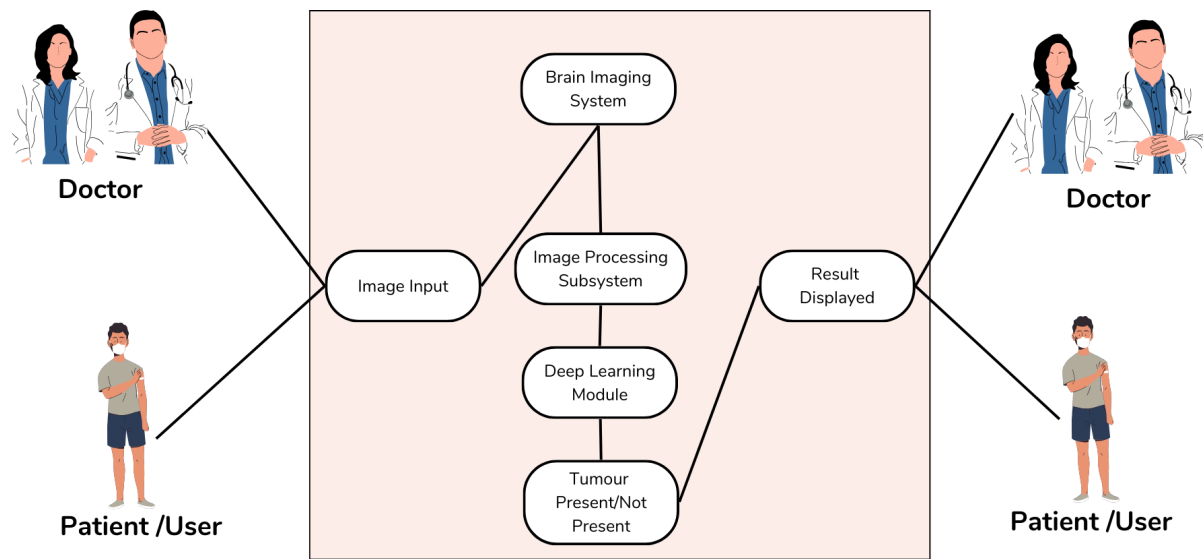 Doctor
Patient /User
Image Input
Brain Imaging
System
Image Processing
Subsystem
Deep Learning
Module
Tumour
Present/Not
Present
Result
Displayed
Doctor
Patient /User